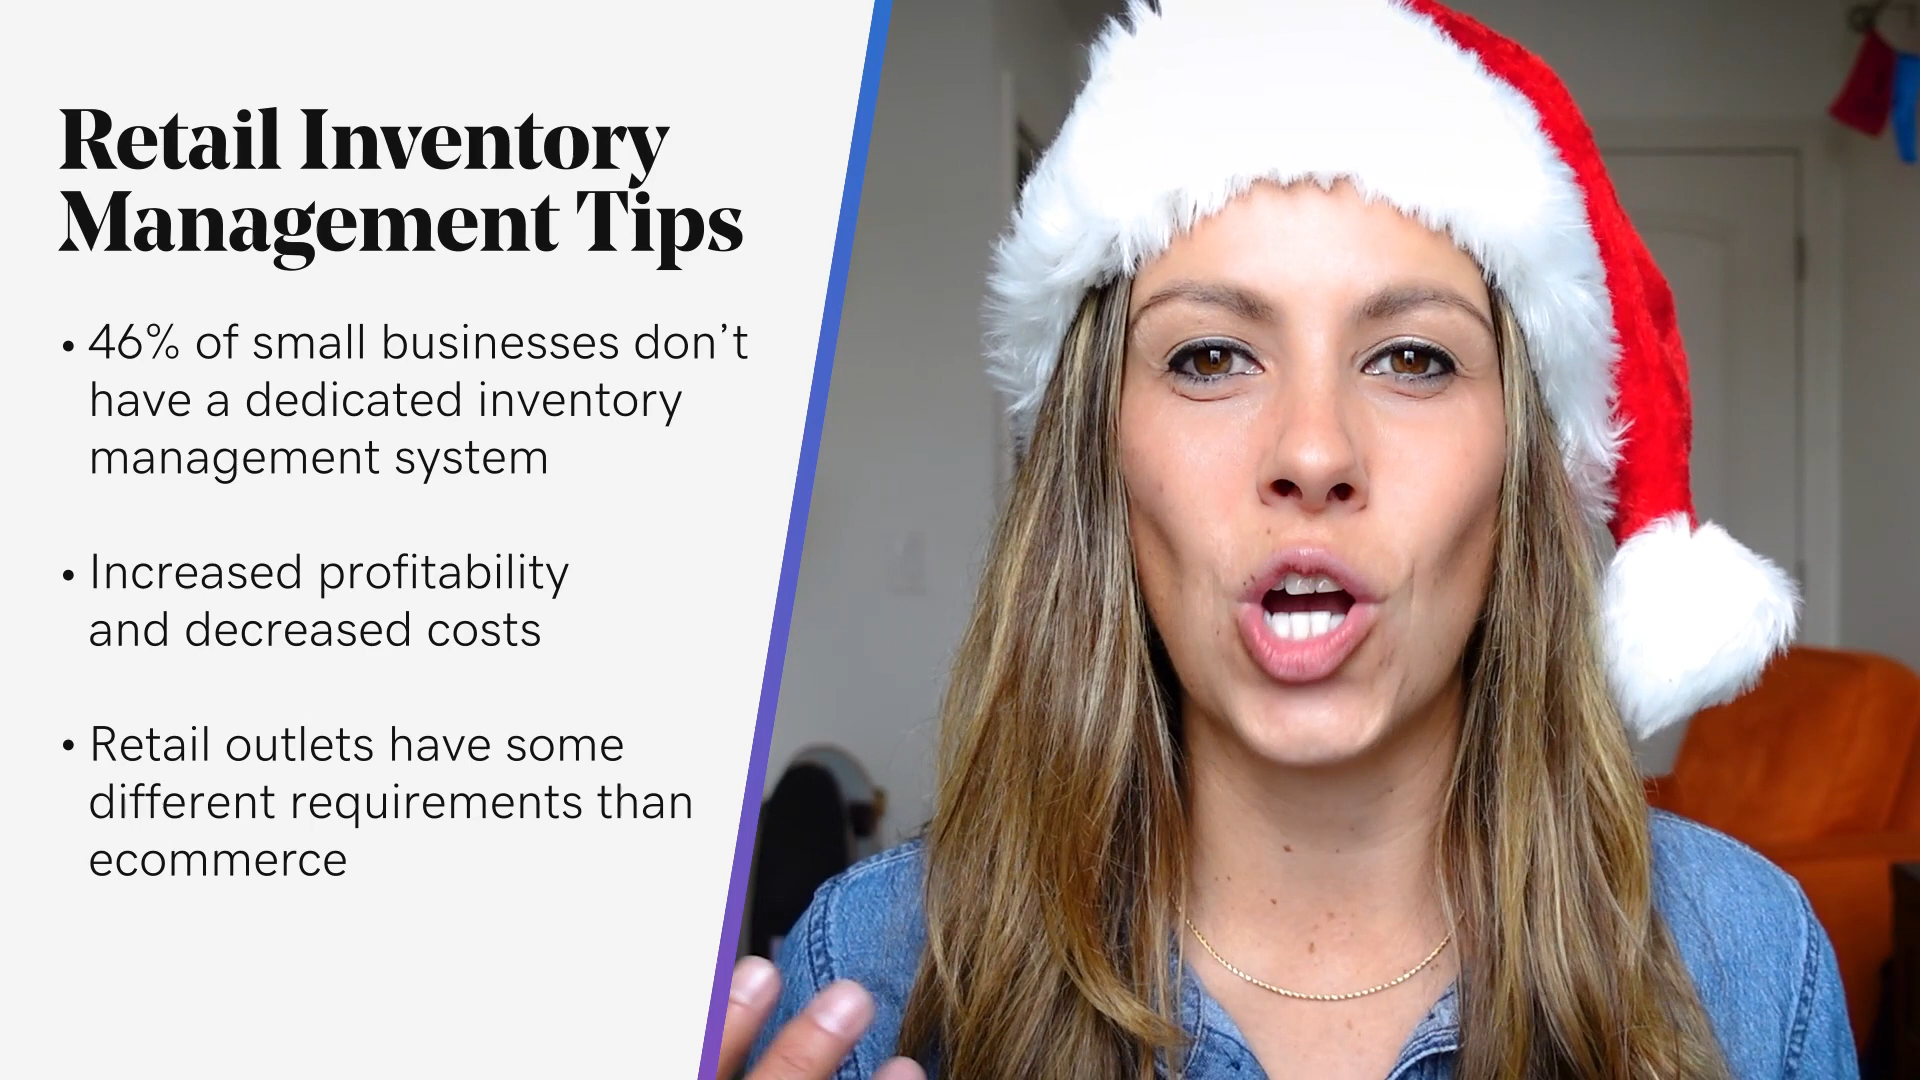 Retail Inventory
Management Tips
• 46% of small businesses don’t
have a dedicated inventory
management system
• Increased profitability
and decreased costs
• Retail outlets have some
different requirements than
ecommerce